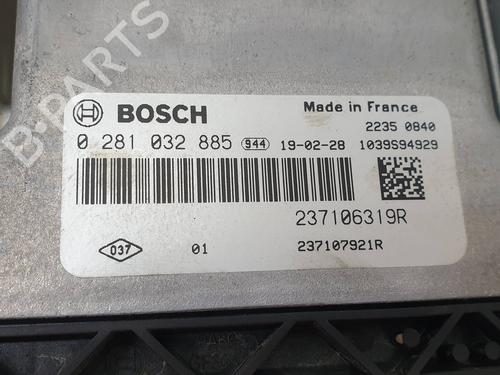 B-PARTS
BOSCH
Made in France
2235 0840
0 281 032 885 944 19-02-28 1039S94929
237106319R
037 01 237107921R